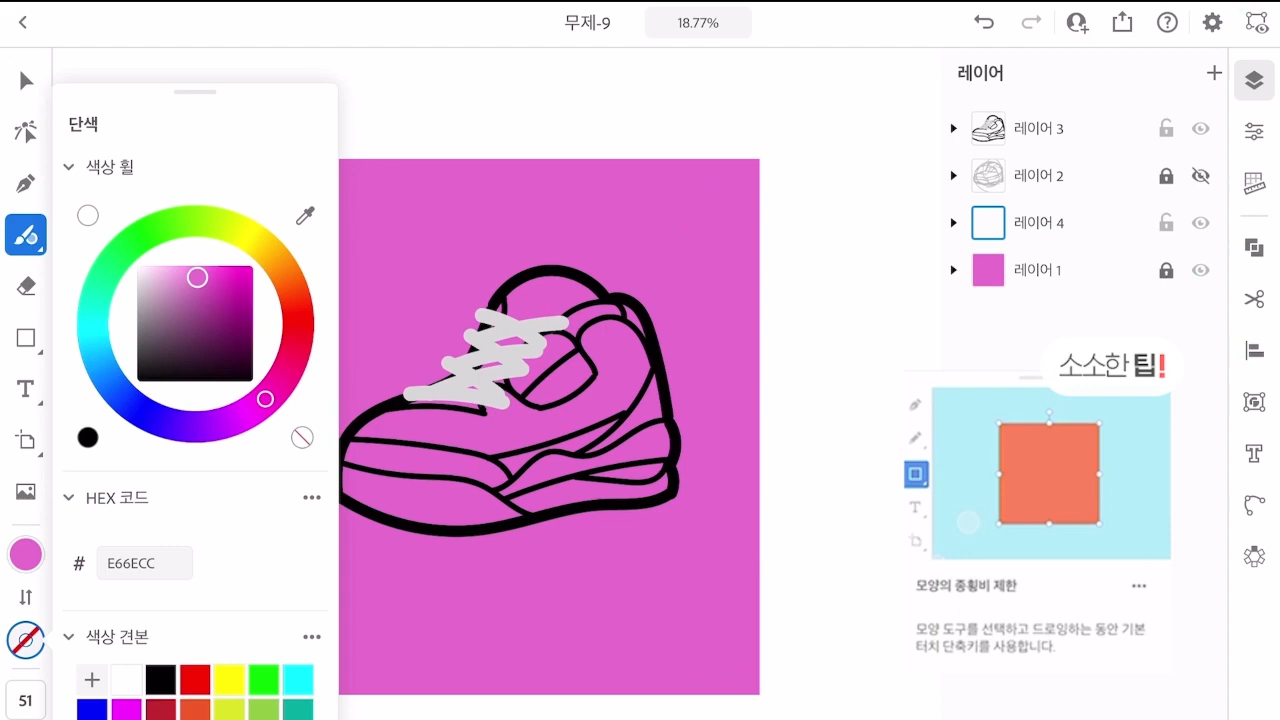 무제-9
18.77%
단색
색상 휠
HEX 코드
# E66ECC
색상 견본
51
레이어
레이어 3
레이어 2
레이어 4
레이어 1
소소한 팁!
모양의 종횡비 제한
모양 도구를 선택하고 드로잉하는 동안 기본
터치 단축키를 사용합니다.